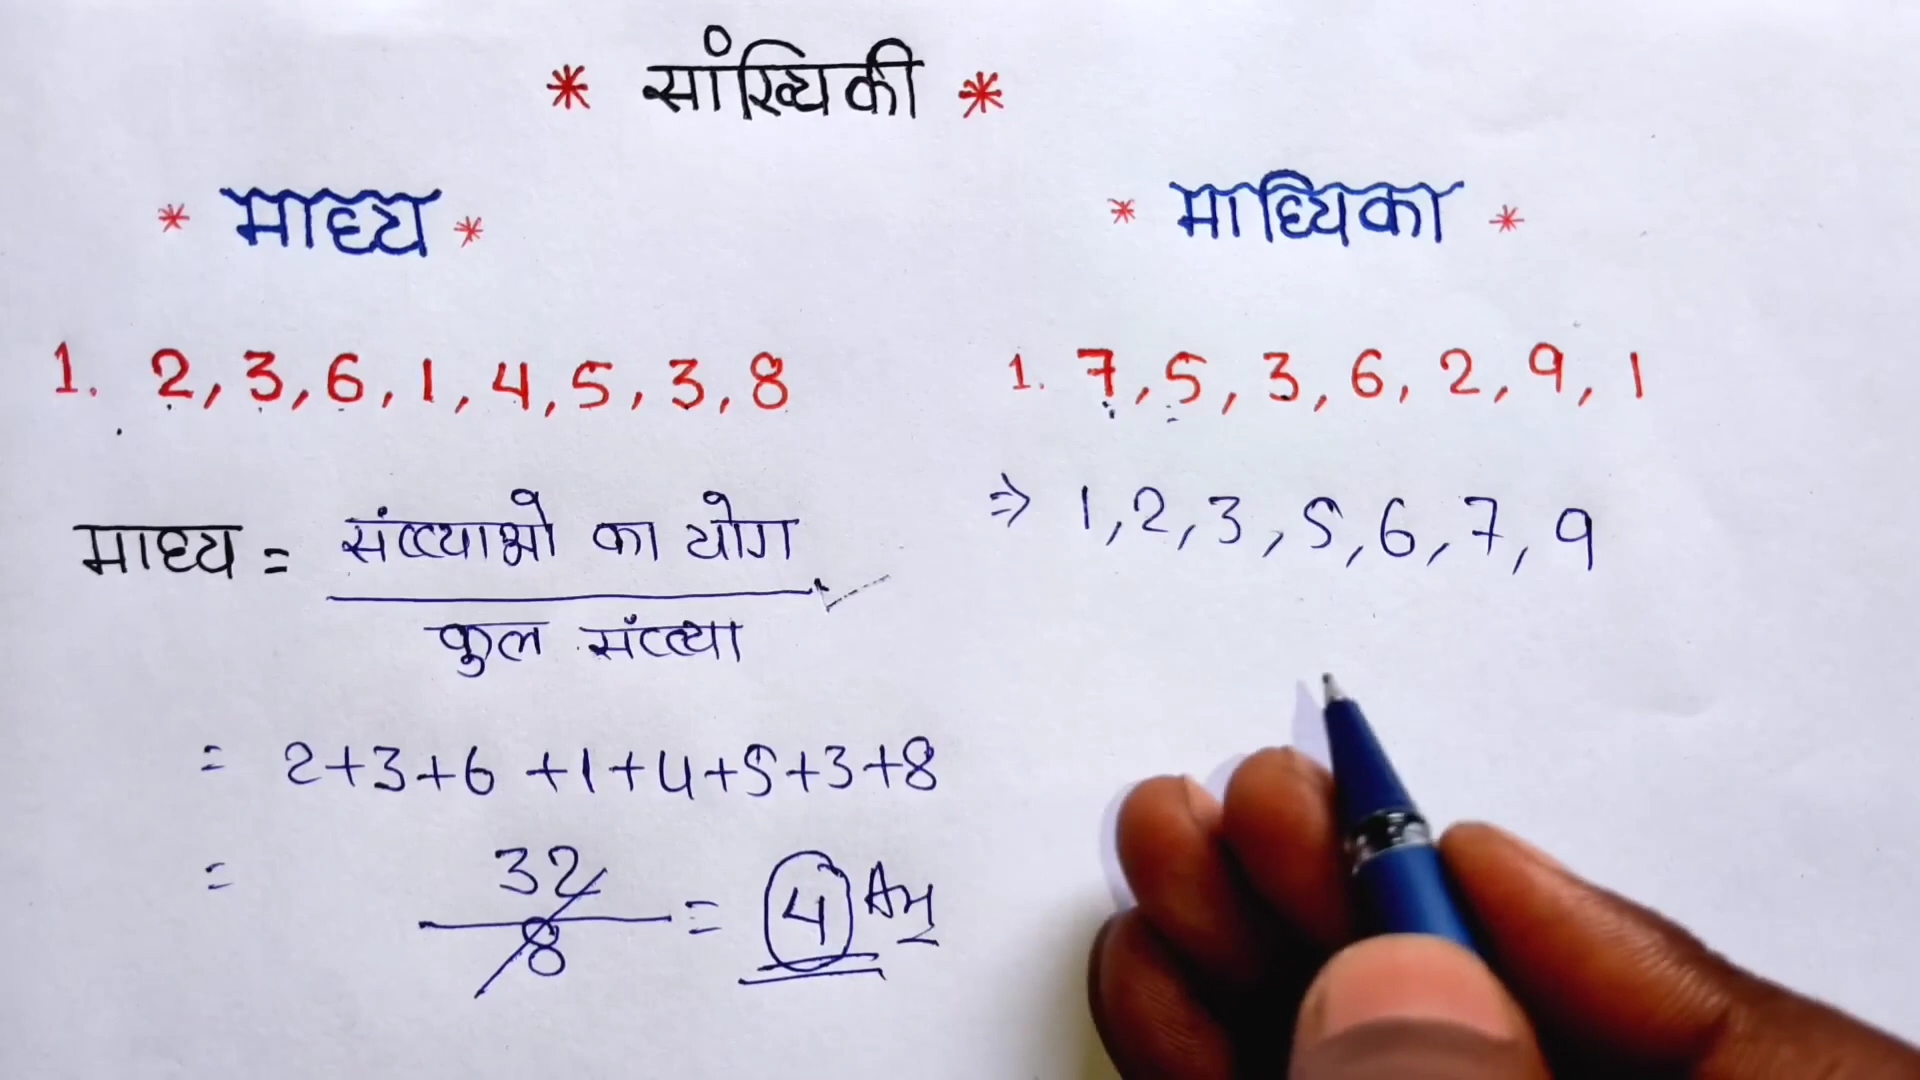 * सांख्यिकी *
* माध्य *
1. 2, 3, 6, 1, 4, 5, 3, 8
माध्य = संख्याओ का योग
कुल संख्या
= 2+3+6+1+4+5+3+8
= 32
8
= 4 Ans
* माध्यिका *
1. 7, 5, 3, 6, 2, 9, 1
⇒ 1, 2, 3, 5, 6, 7, 9